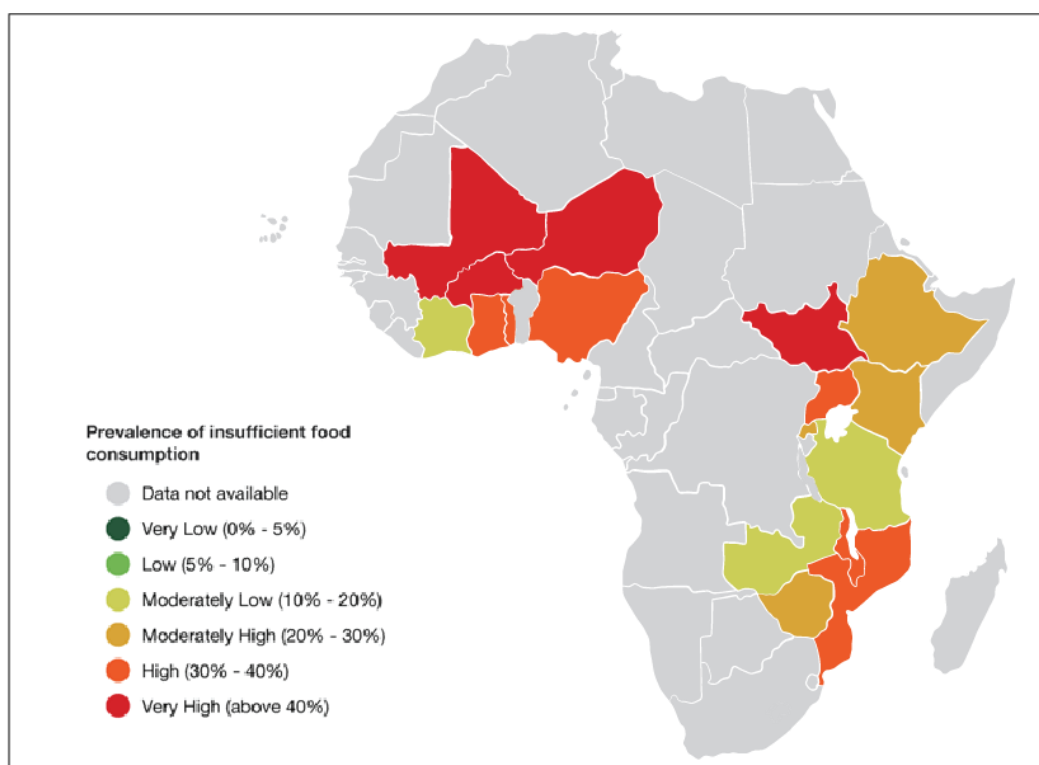 Prevalence of insufficient food
consumption
Data not available
Very Low (0% - 5%)
Low (5% - 10%)
Moderately Low (10% - 20%)
Moderately High (20% - 30%)
High (30% - 40%)
Very High (above 40%)